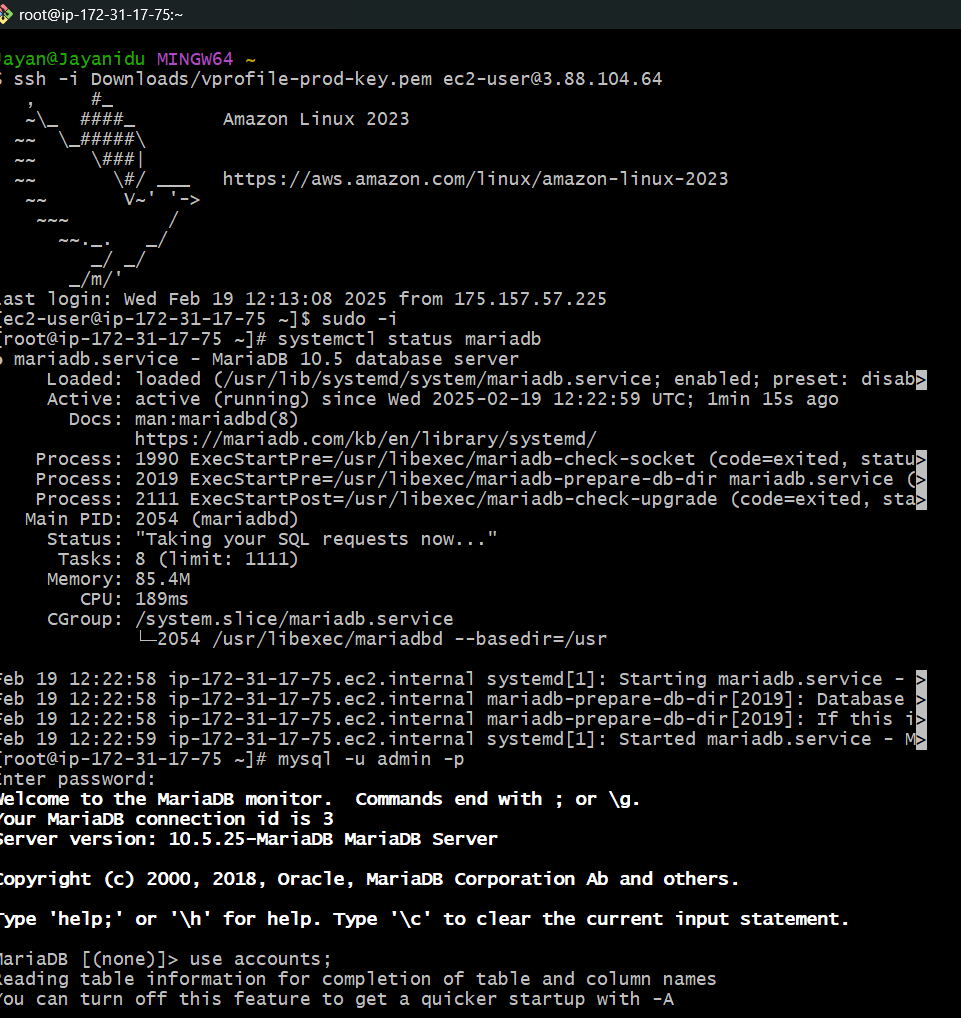 root@ip-172-31-17-75:~
ayan@Jayanidu MINGW64 ~
$ ssh -i Downloads/vprofile-prod-key.pem ec2-user@3.88.104.64
   ,     #_
   ~\_  ####_        Amazon Linux 2023
  ~~  \_#####\
  ~~     \###|
  ~~       \#/ ___   https://aws.amazon.com/linux/amazon-linux-2023
   ~~       V~' '->
    ~~~         /
      ~~._.   _/
         _/ _/
       _/m/'
ast login: Wed Feb 19 12:13:08 2025 from 175.157.57.225
[ec2-user@ip-172-31-17-75 ~]$ sudo -i
[root@ip-172-31-17-75 ~]# systemctl status mariadb
mariadb.service - MariaDB 10.5 database server
     Loaded: loaded (/usr/lib/systemd/system/mariadb.service; enabled; preset: disab>
     Active: active (running) since Wed 2025-02-19 12:22:59 UTC; 1min 15s ago
       Docs: man:mariadbd(8)
             https://mariadb.com/kb/en/library/systemd/
    Process: 1990 ExecStartPre=/usr/libexec/mariadb-check-socket (code=exited, statu>
    Process: 2019 ExecStartPre=/usr/libexec/mariadb-prepare-db-dir mariadb.service (>
    Process: 2111 ExecStartPost=/usr/libexec/mariadb-check-upgrade (code=exited, sta>
   Main PID: 2054 (mariadbd)
     Status: "Taking your SQL requests now..."
      Tasks: 8 (limit: 1111)
     Memory: 85.4M
        CPU: 189ms
     CGroup: /system.slice/mariadb.service
             └─2054 /usr/libexec/mariadbd --basedir=/usr
Feb 19 12:22:58 ip-172-31-17-75.ec2.internal systemd[1]: Starting mariadb.service - >
Feb 19 12:22:58 ip-172-31-17-75.ec2.internal mariadb-prepare-db-dir[2019]: Database >
Feb 19 12:22:58 ip-172-31-17-75.ec2.internal mariadb-prepare-db-dir[2019]: If this i>
Feb 19 12:22:59 ip-172-31-17-75.ec2.internal systemd[1]: Started mariadb.service - M>
[root@ip-172-31-17-75 ~]# mysql -u admin -p
Enter password:
Welcome to the MariaDB monitor.  Commands end with ; or \g.
Your MariaDB connection id is 3
Server version: 10.5.25-MariaDB MariaDB Server
Copyright (c) 2000, 2018, Oracle, MariaDB Corporation Ab and others.
Type 'help;' or '\h' for help. Type '\c' to clear the current input statement.
MariaDB [(none)]> use accounts;
Reading table information for completion of table and column names
You can turn off this feature to get a quicker startup with -A